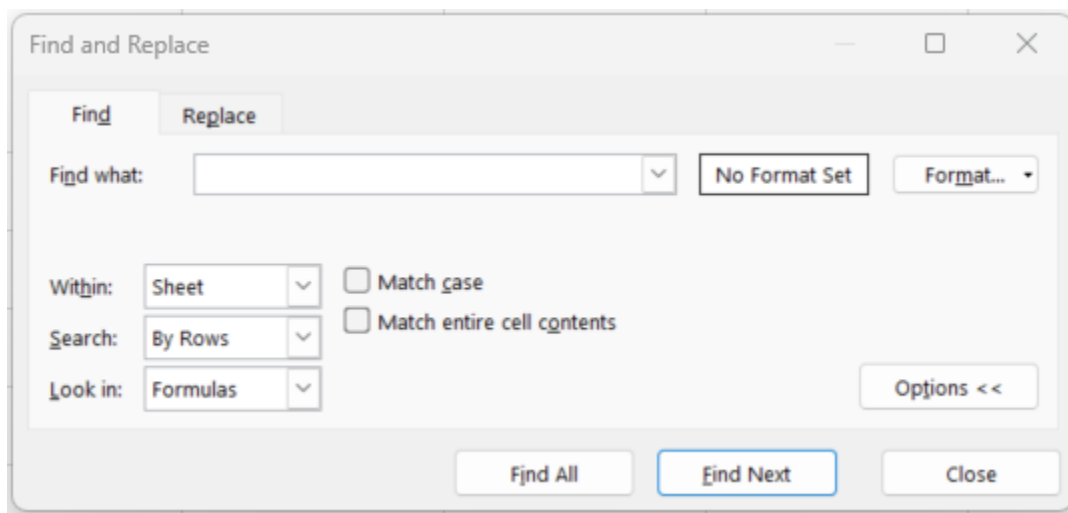 Find and Replace
Find Replace
Find what: No Format Set Format...
Within: Sheet Match case
Match entire cell contents
Search: By Rows
Look in: Formulas
Options <<
Find All Find Next Close